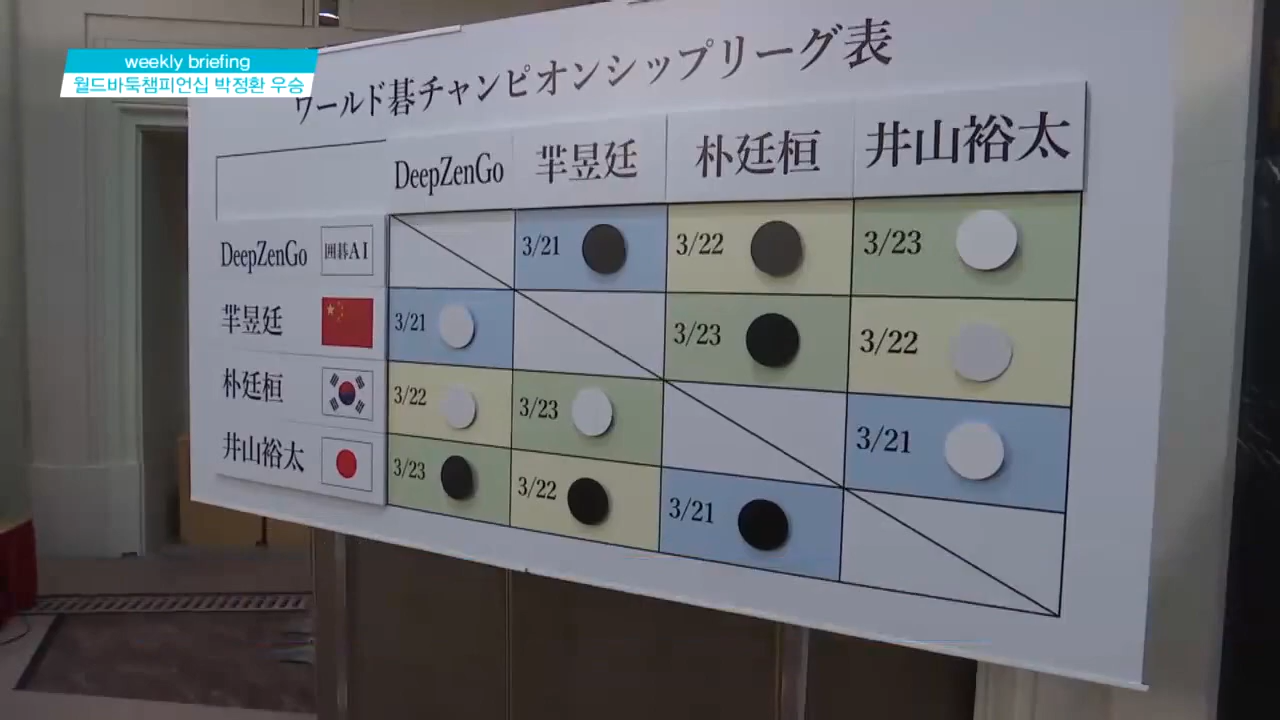 weekly briefing
월드바둑챔피언십 박정환 우승
ワールド碁チャンピオンシップリーグ表
DeepZenGo 芈昱廷 朴廷桓 井山裕太
DeepZenGo 囲碁AI 3/21 3/22 3/23
芈昱廷 3/21 3/23 3/22
朴廷桓 3/22 3/23 3/21
井山裕太 3/23 3/22 3/21